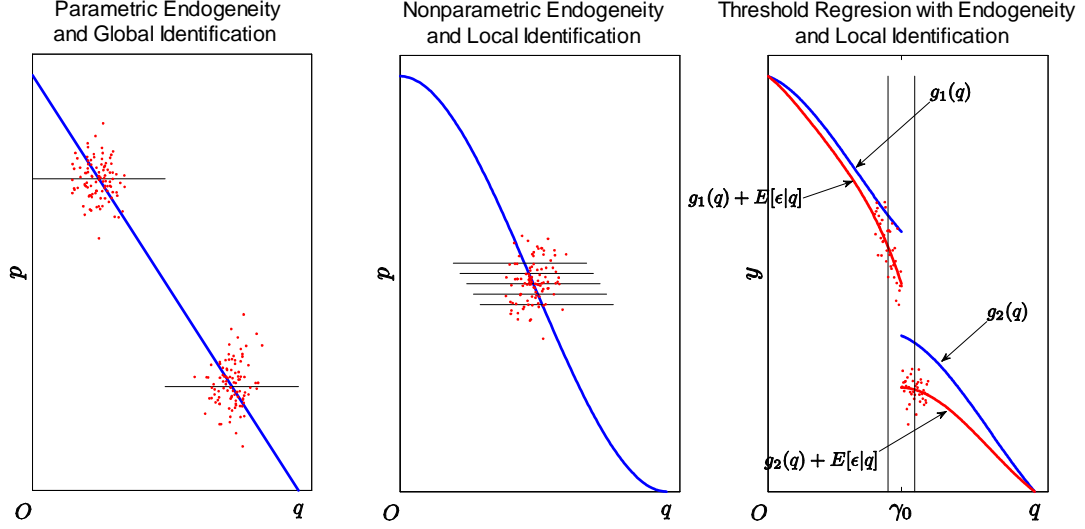 Parametric Endogeneity
and Global Identification
p
O
q
Nonparametric Endogeneity
and Local Identification
p
O
q
Threshold Regresion with Endogeneity
and Local Identification
g₁(q)
g₁(q) + E[ϵ|q]
y
g₂(q)
g₂(q) + E[ϵ|q]
O
γ₀
q